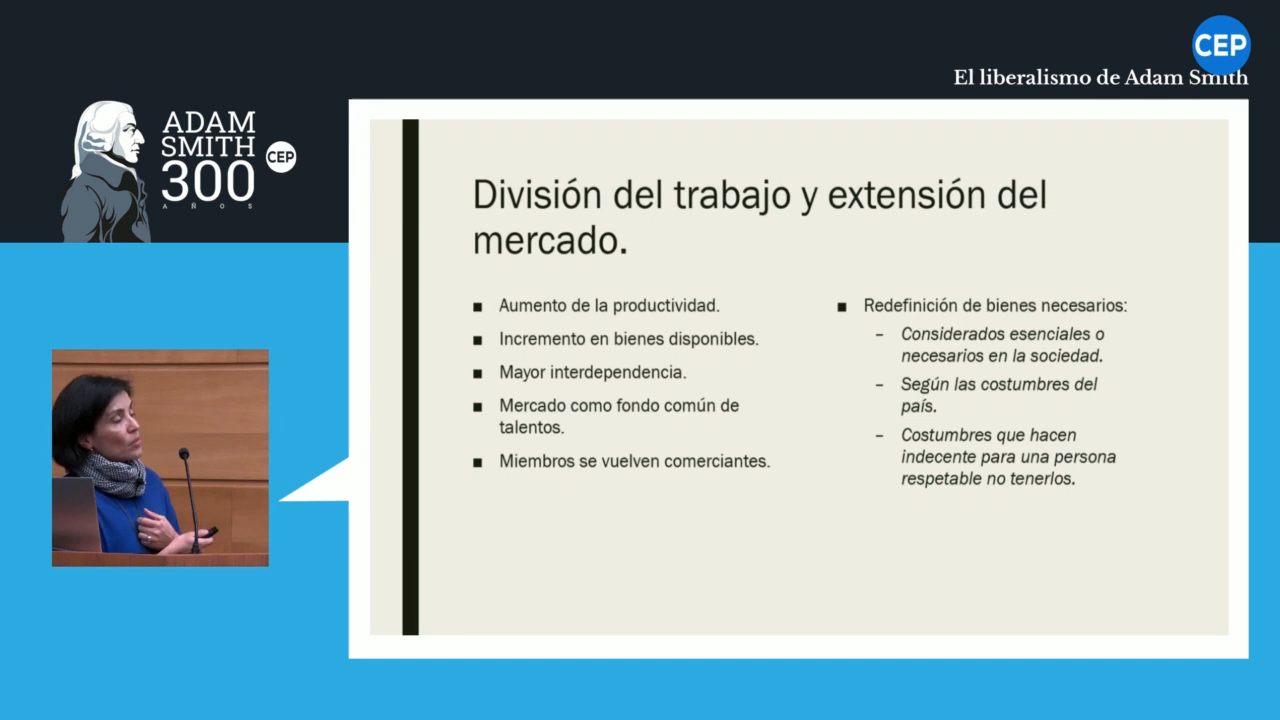 CEP
El liberalismo de Adam Smith
ADAM
SMITH
300
AÑOS
CEP
División del trabajo y extensión del
mercado.
■ Aumento de la productividad.
■ Incremento en bienes disponibles.
■ Mayor interdependencia.
■ Mercado como fondo común de
talentos.
■ Miembros se vuelven comerciantes.
■ Redefinición de bienes necesarios:
– Considerados esenciales o
necesarios en la sociedad.
– Según las costumbres del
país.
– Costumbres que hacen
indecente para una persona
respetable no tenerlos.